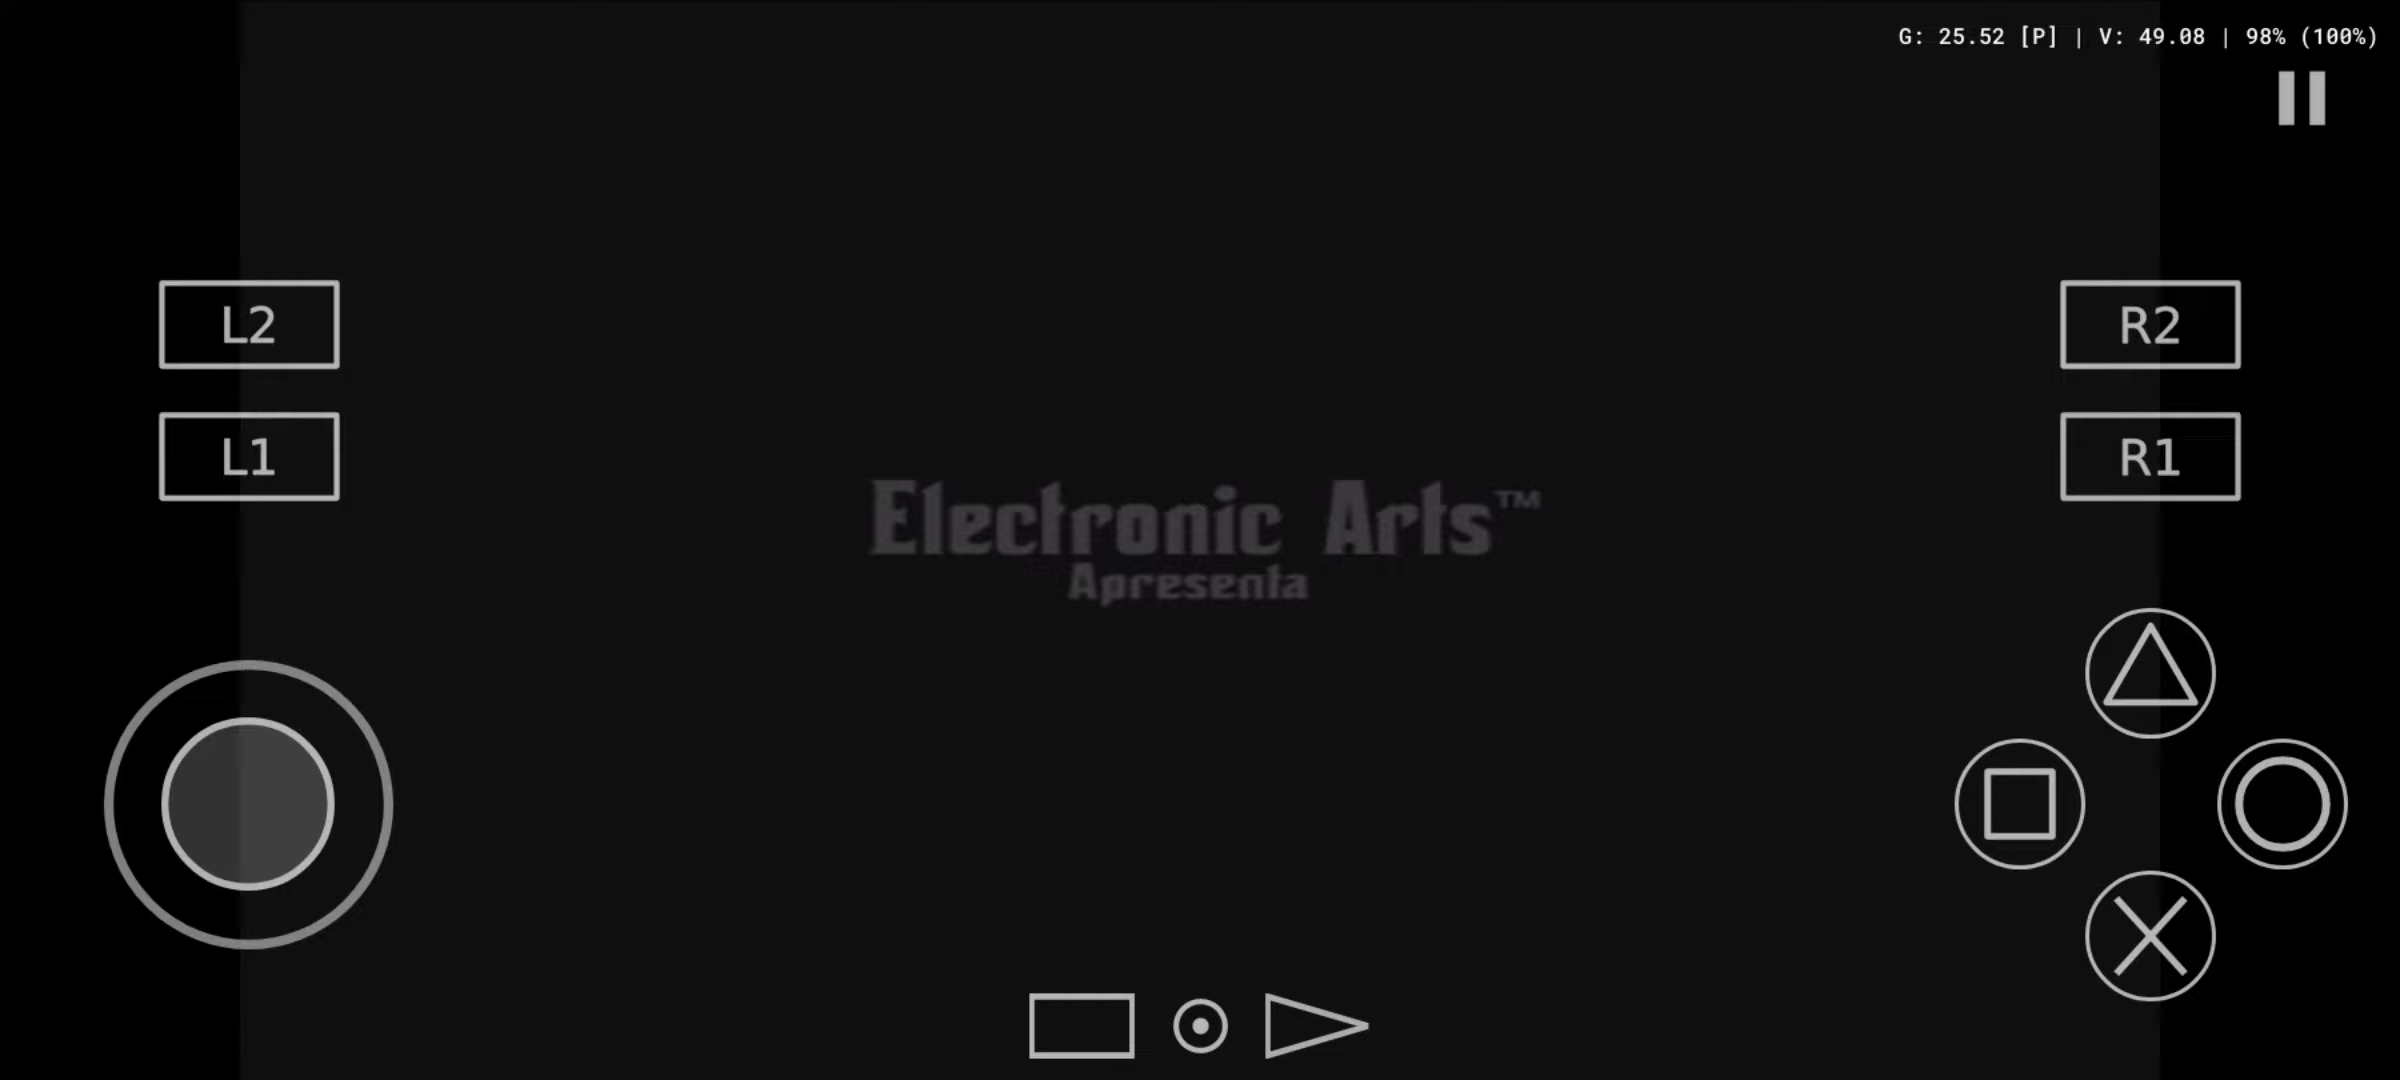 G: 25.52 [P] | V: 49.08 | 98% (100%)
L2
R2
L1
R1
Electronic Arts™
Apresenta